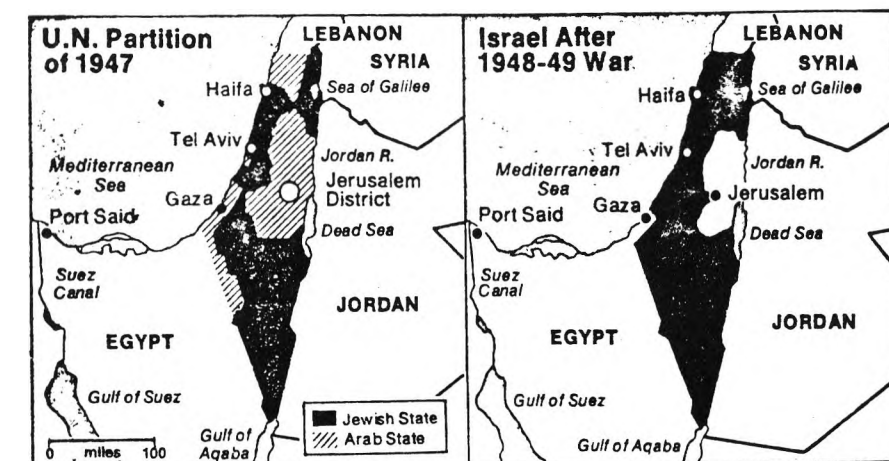 U.N. Partition
of 1947
LEBANON
SYRIA
Haifa
Sea of Galilee
Tel Aviv
Jordan R.
Mediterranean
Sea
Jerusalem
District
Gaza
Port Said
Dead Sea
Suez
Canal
JORDAN
EGYPT
Gulf of Suez
Jewish State
Arab State
Gulf of
Aqaba
0 miles 100
Israel After
1948-49 War
LEBANON
SYRIA
Haifa
Sea of Galilee
Tel Aviv
Jordan R.
Mediterranean
Sea
Jerusalem
Gaza
Port Said
Dead Sea
Suez
Canal
JORDAN
EGYPT
Gulf of Suez
Gulf of Aqaba